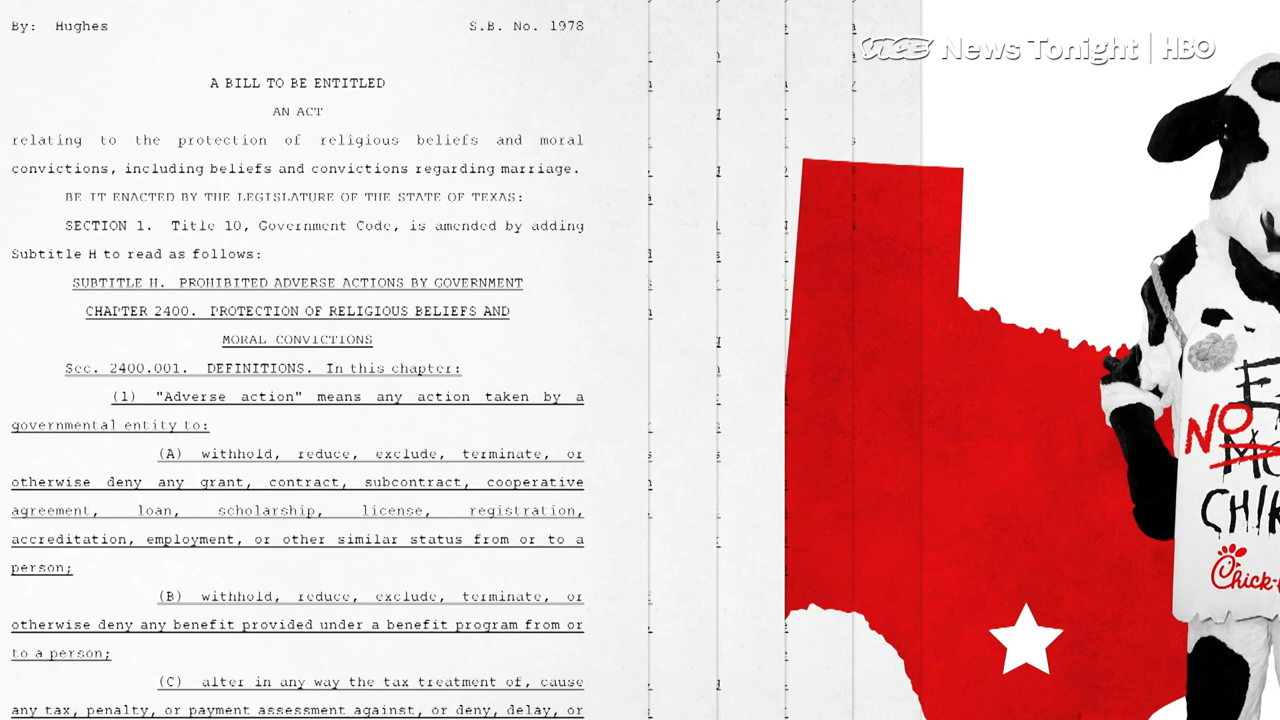 By: Hughes S.B. No. 1978
A BILL TO BE ENTITLED
AN ACT
relating to the protection of religious beliefs and moral
convictions, including beliefs and convictions regarding marriage.
BE IT ENACTED BY THE LEGISLATURE OF THE STATE OF TEXAS:
SECTION 1. Title 10, Government Code, is amended by adding
Subtitle H to read as follows:
SUBTITLE H. PROHIBITED ADVERSE ACTIONS BY GOVERNMENT
CHAPTER 2400. PROTECTION OF RELIGIOUS BELIEFS AND
MORAL CONVICTIONS
Sec. 2400.001. DEFINITIONS. In this chapter:
(1) "Adverse action" means any action taken by a
governmental entity to:
(A) withhold, reduce, exclude, terminate, or
otherwise deny any grant, contract, subcontract, cooperative
agreement, loan, scholarship, license, registration,
accreditation, employment, or other similar status from or to a
person;
(B) withhold, reduce, exclude, terminate, or
otherwise deny any benefit provided under a benefit program from or
to a person;
(C) alter in any way the tax treatment of, cause
any tax, penalty, or payment assessment against, or deny, delay, or
VICE News Tonight | HBO
NO
Chick-